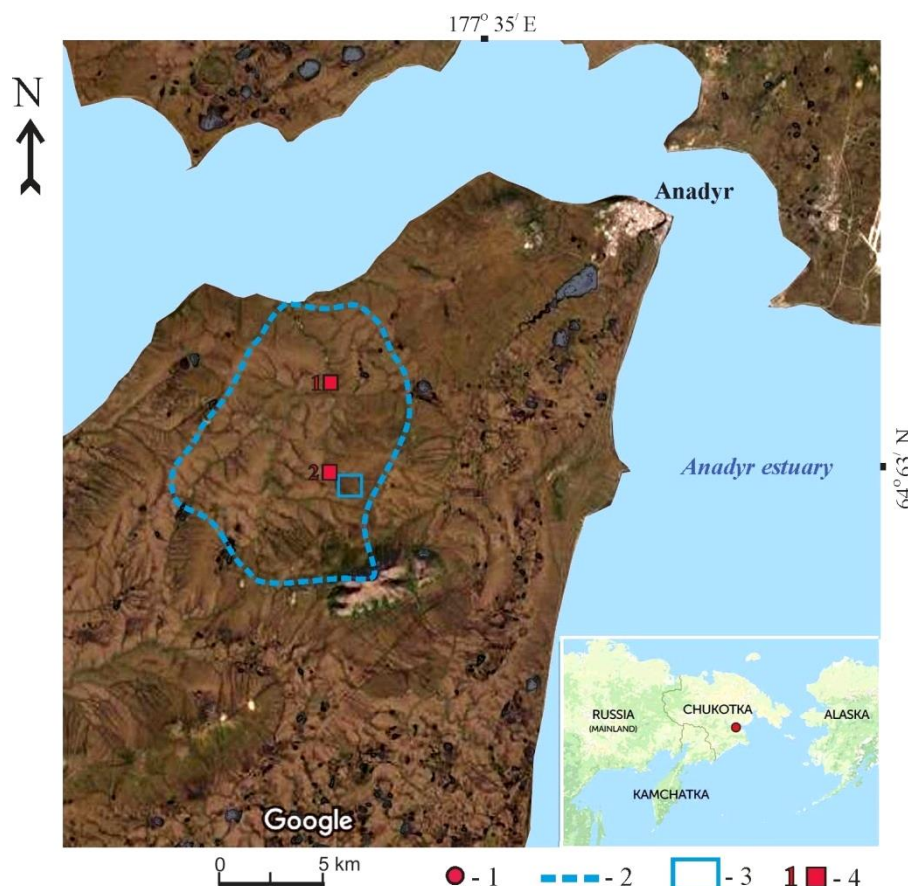 177° 35′ E
N
Anadyr
1
2
Anadyr estuary
64° 63′ N
RUSSIA
(MAINLAND)
CHUKOTKA
ALASKA
KAMCHATKA
Google
0 5 km
- 1
- 2
- 3
1 - 4